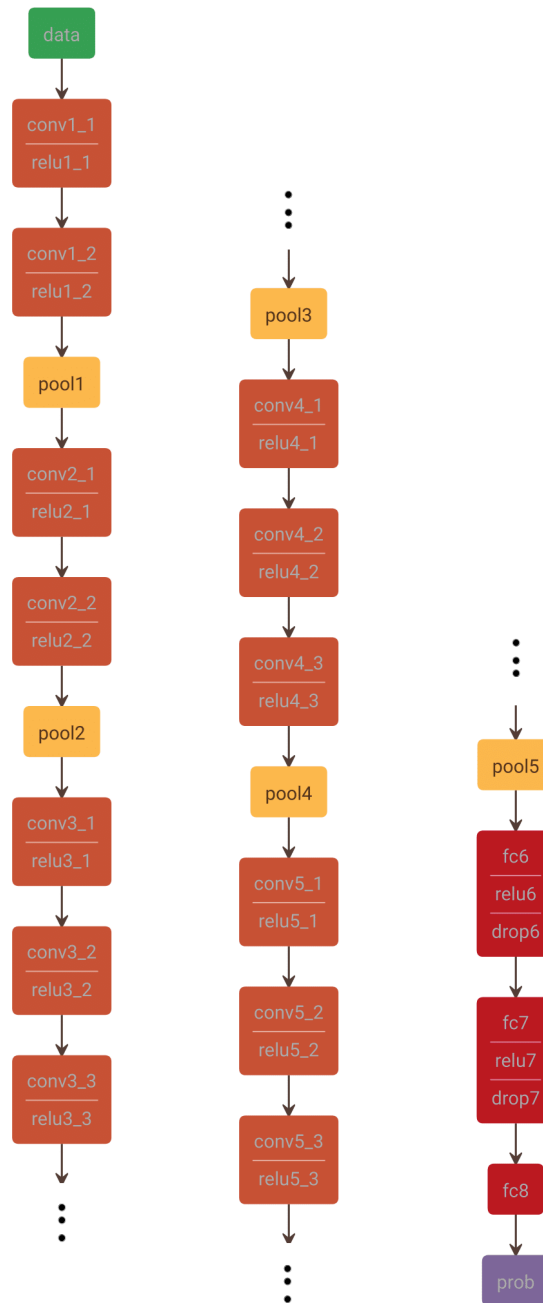 data
conv1_1
relu1_1
conv1_2
relu1_2
pool1
conv2_1
relu2_1
conv2_2
relu2_2
pool2
conv3_1
relu3_1
conv3_2
relu3_2
conv3_3
relu3_3
pool3
conv4_1
relu4_1
conv4_2
relu4_2
conv4_3
relu4_3
pool4
conv5_1
relu5_1
conv5_2
relu5_2
conv5_3
relu5_3
pool5
fc6
relu6
drop6
fc7
relu7
drop7
fc8
prob